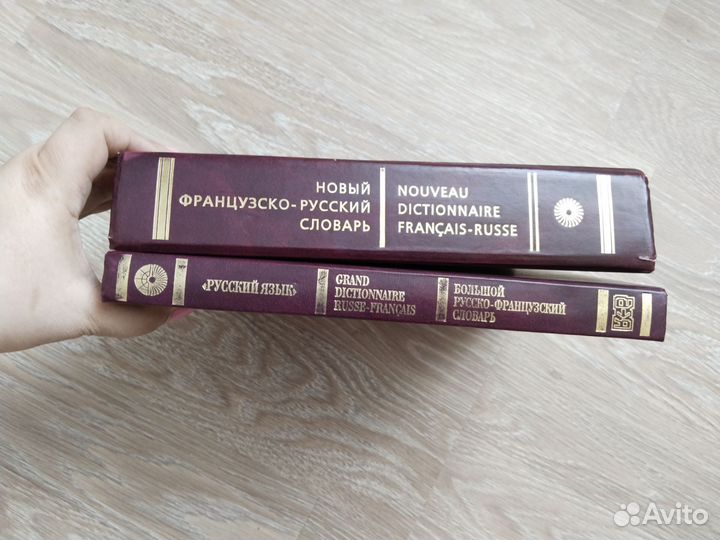 НОВЫЙ
ФРАНЦУЗСКО-РУССКИЙ
СЛОВАРЬ
NOUVEAU
DICTIONNAIRE
FRANÇAIS-RUSSE
«РУССКИЙ ЯЗЫК»
GRAND
DICTIONNAIRE
RUSSE-FRANÇAIS
БОЛЬШОЙ
РУССКО-ФРАНЦУЗСКИЙ
СЛОВАРЬ
Avito